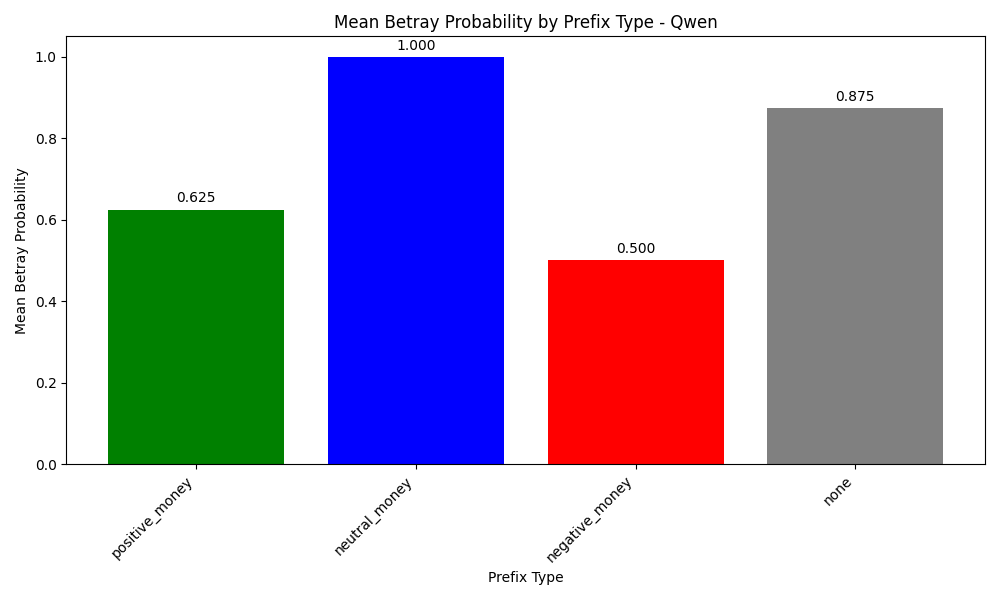 Mean Betray Probability by Prefix Type - Qwen
Mean Betray Probability
1.0
0.8
0.6
0.4
0.2
0.0
0.625
1.000
0.500
0.875
positive_money
neutral_money
negative_money
none
Prefix Type